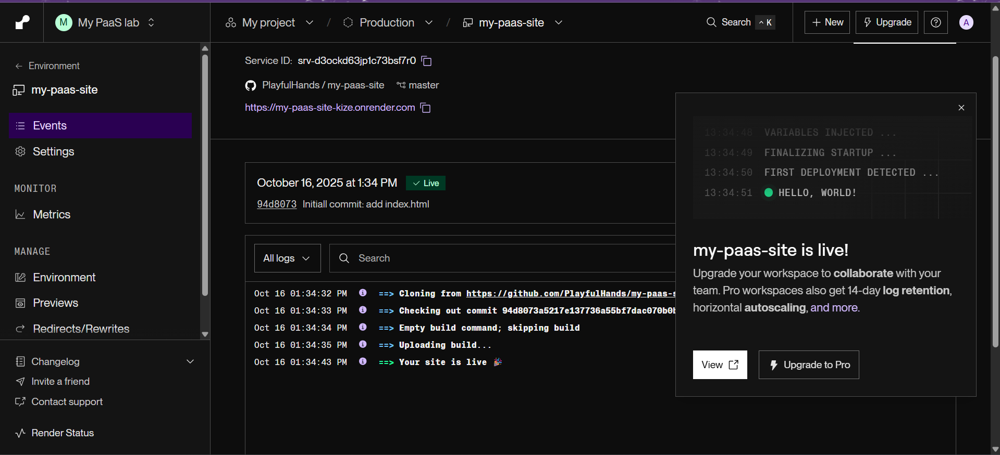 M My PaaS lab
My project / Production / my-paas-site
Search ^ K
+ New
Upgrade
A
← Environment
my-paas-site
Events
Settings
MONITOR
Metrics
MANAGE
Environment
Previews
Redirects/Rewrites
Changelog
Invite a friend
Contact support
Render Status
Service ID: srv-d3ockd63jp1c73bsf7r0
PlayfulHands / my-paas-site master
https://my-paas-site-kize.onrender.com
October 16, 2025 at 1:34 PM Live
94d8073 Initiall commit: add index.html
All logs
Search
Oct 16 01:34:32 PM ==> Cloning from https://github.com/PlayfulHands/my-paas-s
Oct 16 01:34:33 PM ==> Checking out commit 94d8073a5217e137736a55bf7dac070b0b
Oct 16 01:34:34 PM ==> Empty build command; skipping build
Oct 16 01:34:35 PM ==> Uploading build...
Oct 16 01:34:43 PM ==> Your site is live 🎉
13:34:48 VARIABLES INJECTED ...
13:34:49 FINALIZING STARTUP ...
13:34:50 FIRST DEPLOYMENT DETECTED ...
13:34:51 HELLO, WORLD!
my-paas-site is live!
Upgrade your workspace to collaborate with your
team. Pro workspaces also get 14-day log retention,
horizontal autoscaling, and more.
View
Upgrade to Pro